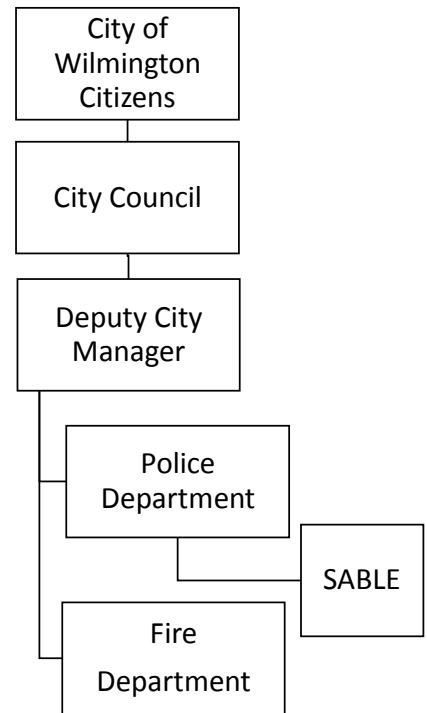 City of
Wilmington
Citizens
City Council
Deputy City
Manager
Police
Department
SABLE
Fire
Department